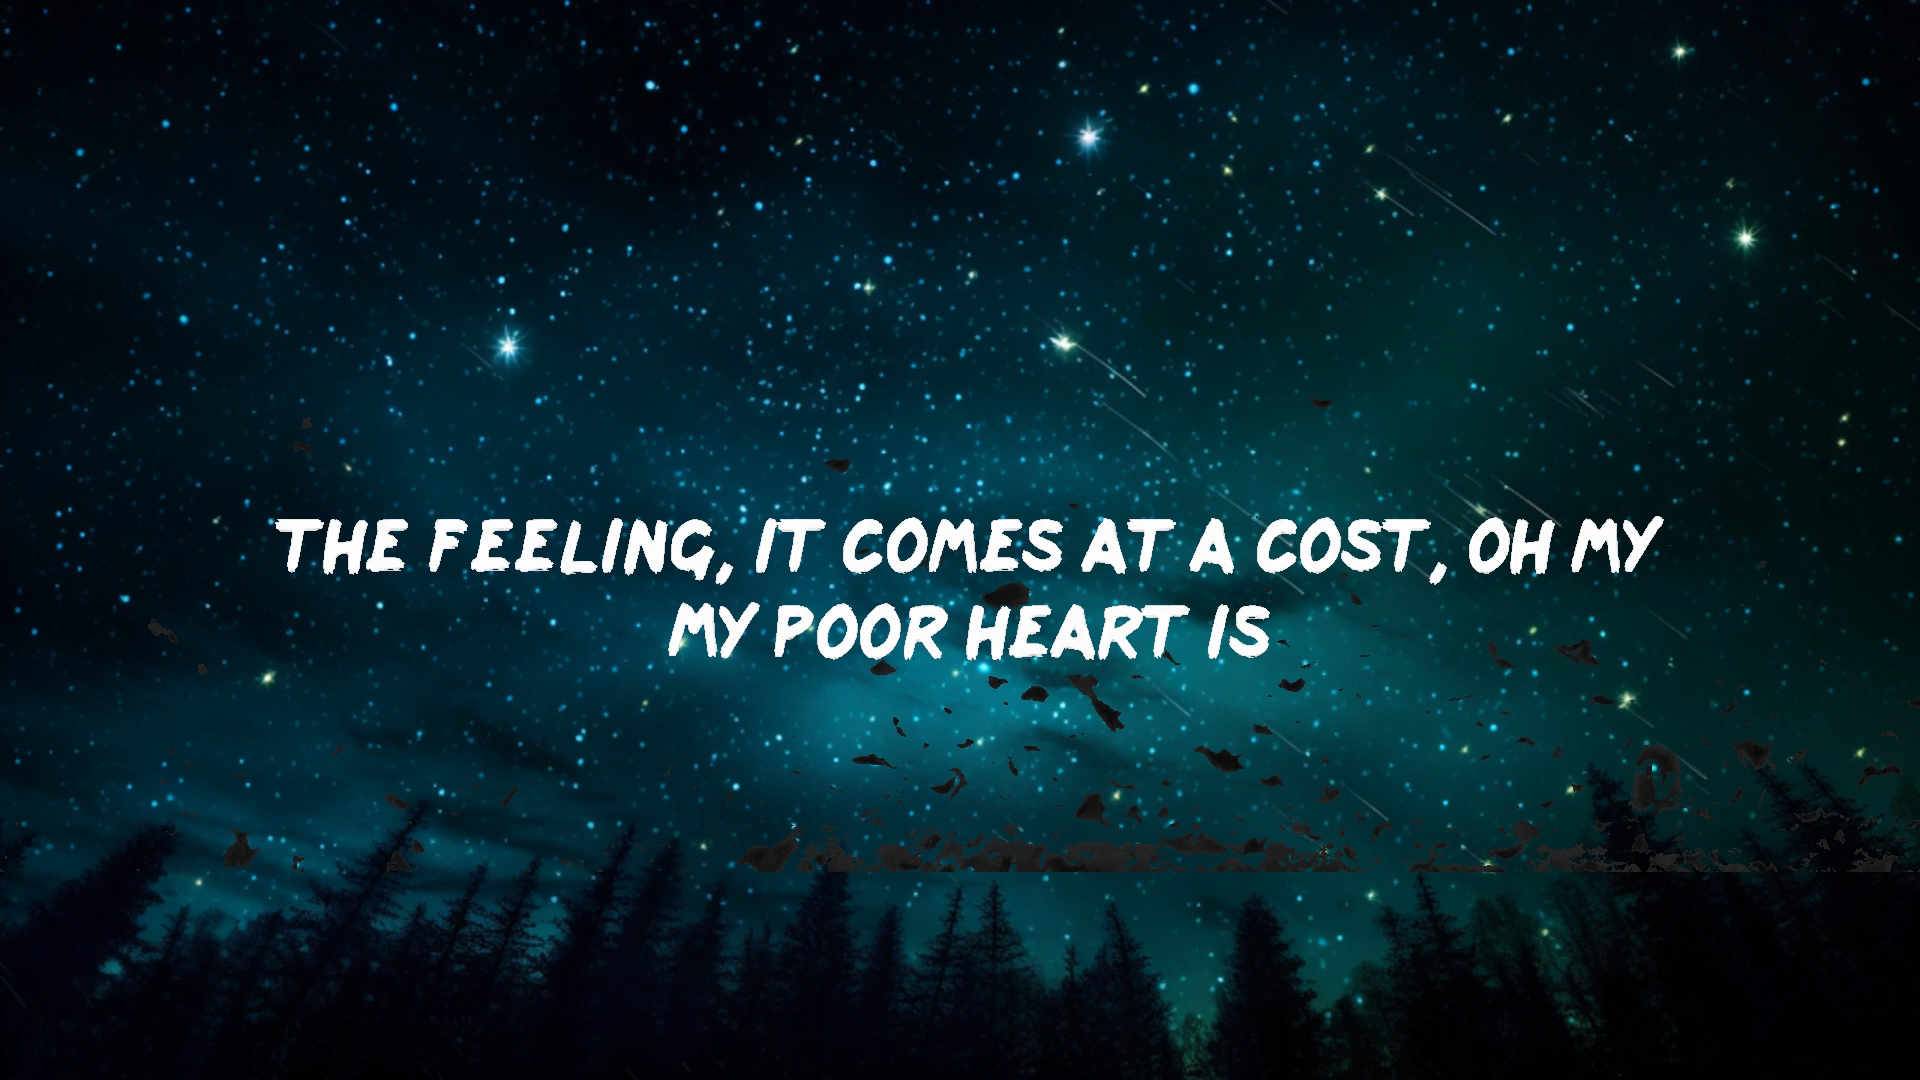 THE FEELING, IT COMES AT A COST, OH MY
MY POOR HEART IS